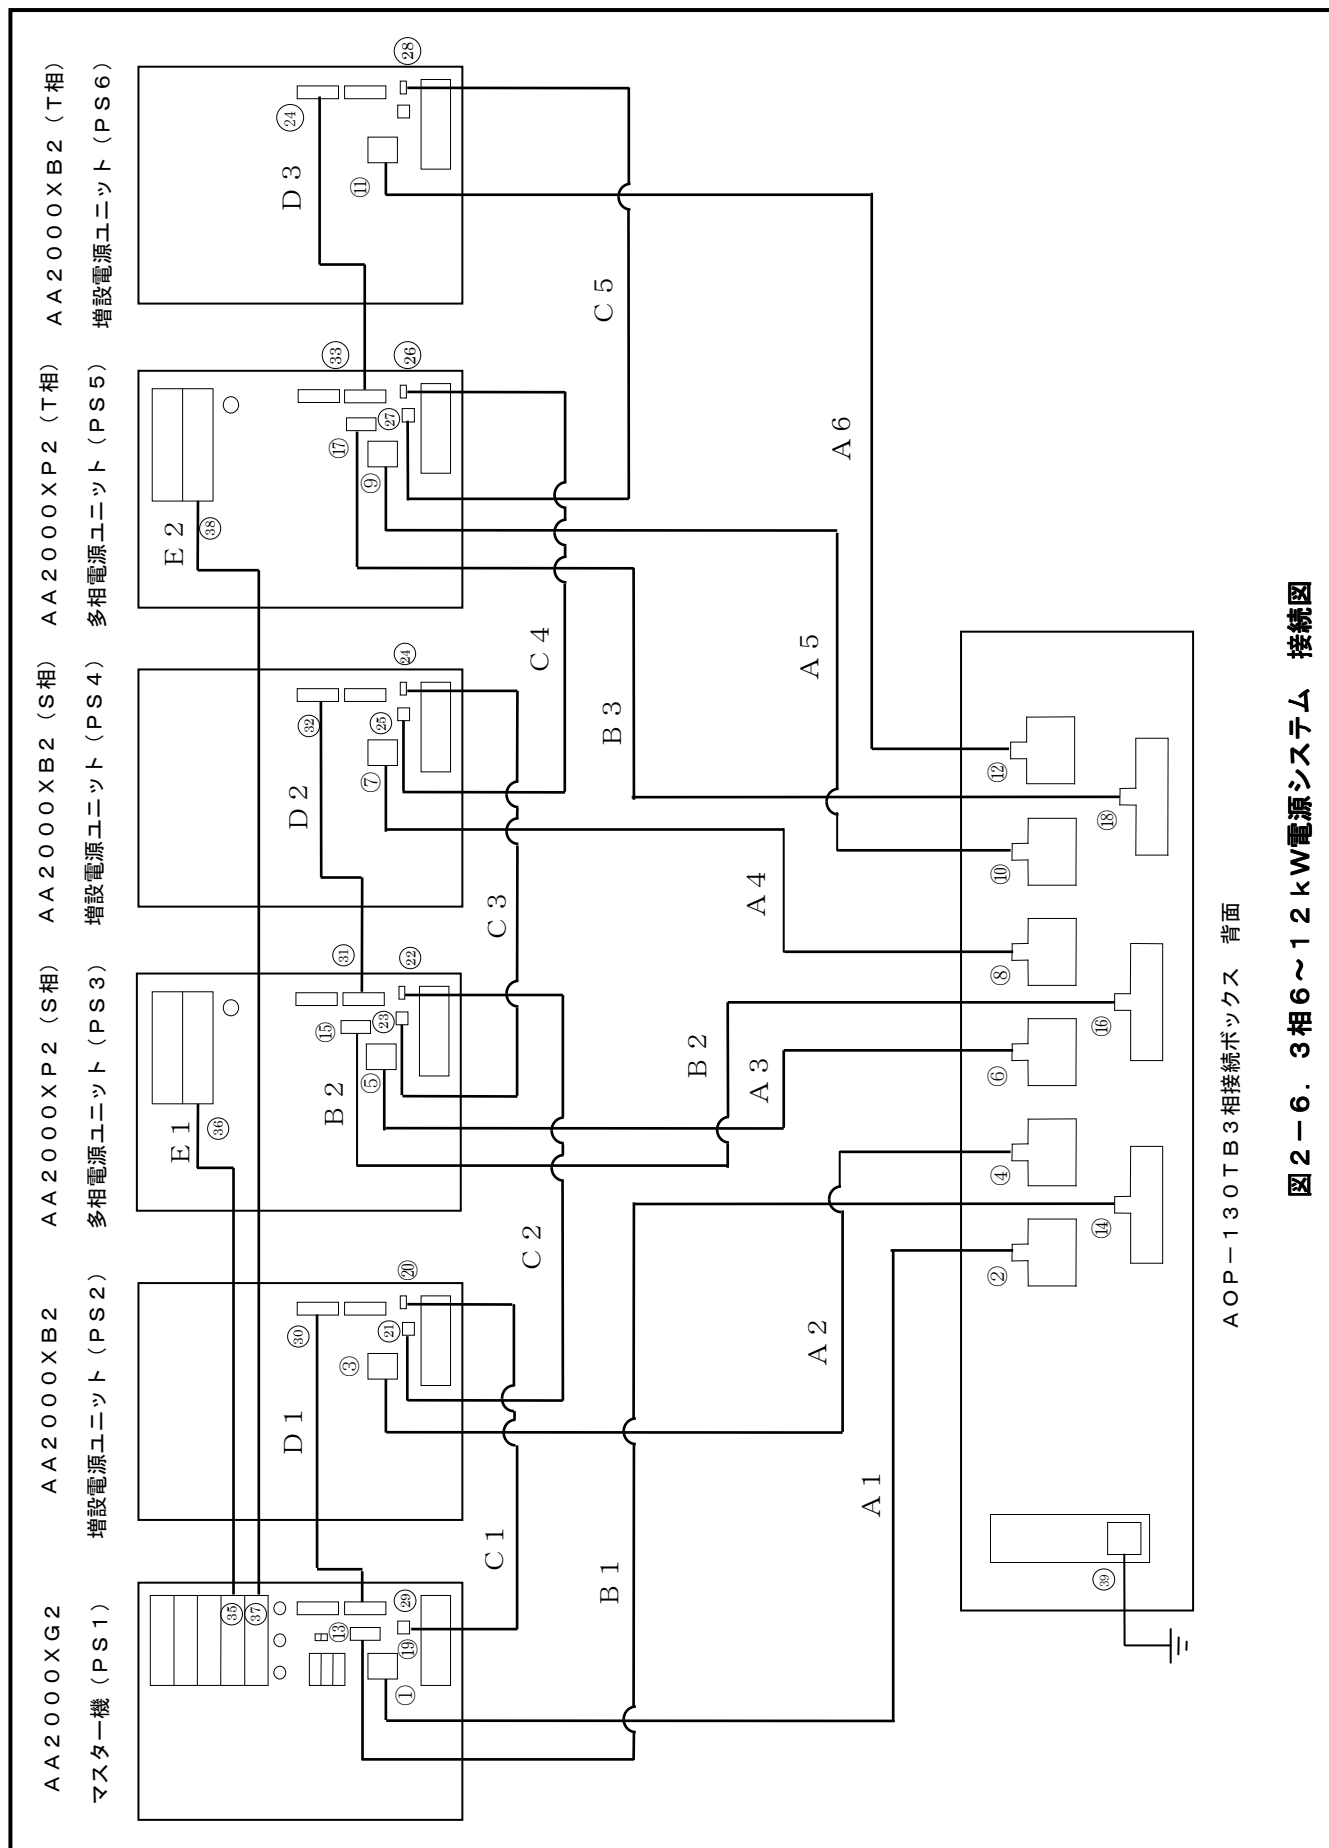 AA2000XG2
マスター機（PS1）
AA2000XB2
増設電源ユニット（PS2）
AA2000XP2（S相）
多相電源ユニット（PS3）
AA2000XB2（S相）
増設電源ユニット（PS4）
AA2000XP2（T相）
多相電源ユニット（PS5）
AA2000XB2（T相）
増設電源ユニット（PS6）
㉟
㊲
⑬
㉙
⑲
①
D1
㉚
③
㉑
⑳
E1
㊱
B2
⑮
⑤
㉓
㉛
㉒
D2
㉜
⑦
㉕
㉔
E2
㊳
⑰
⑨
㉗
㉝
㉖
D3
㉔
⑪
㉘
C1
C2
C3
C4
C5
B1
B2
B3
A1
A2
A3
A4
A5
A6
㊴
②
④
⑥
⑧
⑩
⑫
⑭
⑯
⑱
AOP－130TB3相接続ボックス　背面
図2－6．3相6～12kW電源システム　接続図